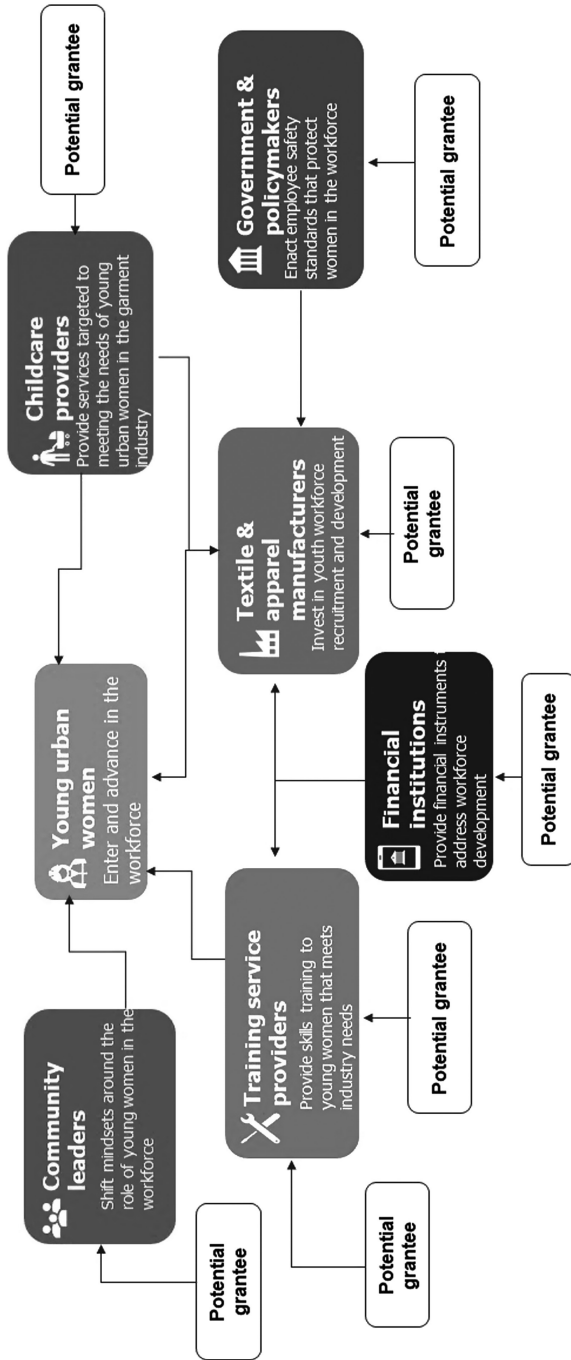 Community
leaders
Shift mindsets around the
role of young women in the
workforce
Young urban
women
Enter and advance in the
workforce
Childcare
providers
Provide services targeted to
meeting the needs of young
urban women in the garment
industry
Potential grantee
Potential
grantee
Training service
providers
Provide skills training to
young women that meets
industry needs
Textile &
apparel
manufacturers
Invest in youth workforce
recruitment and development
Government &
policymakers
Enact employee safety
standards that protect
women in the workforce
Potential
grantee
Potential grantee
Financial
institutions
Provide financial instruments
address workforce
development
Potential
grantee
Potential grantee
Potential grantee